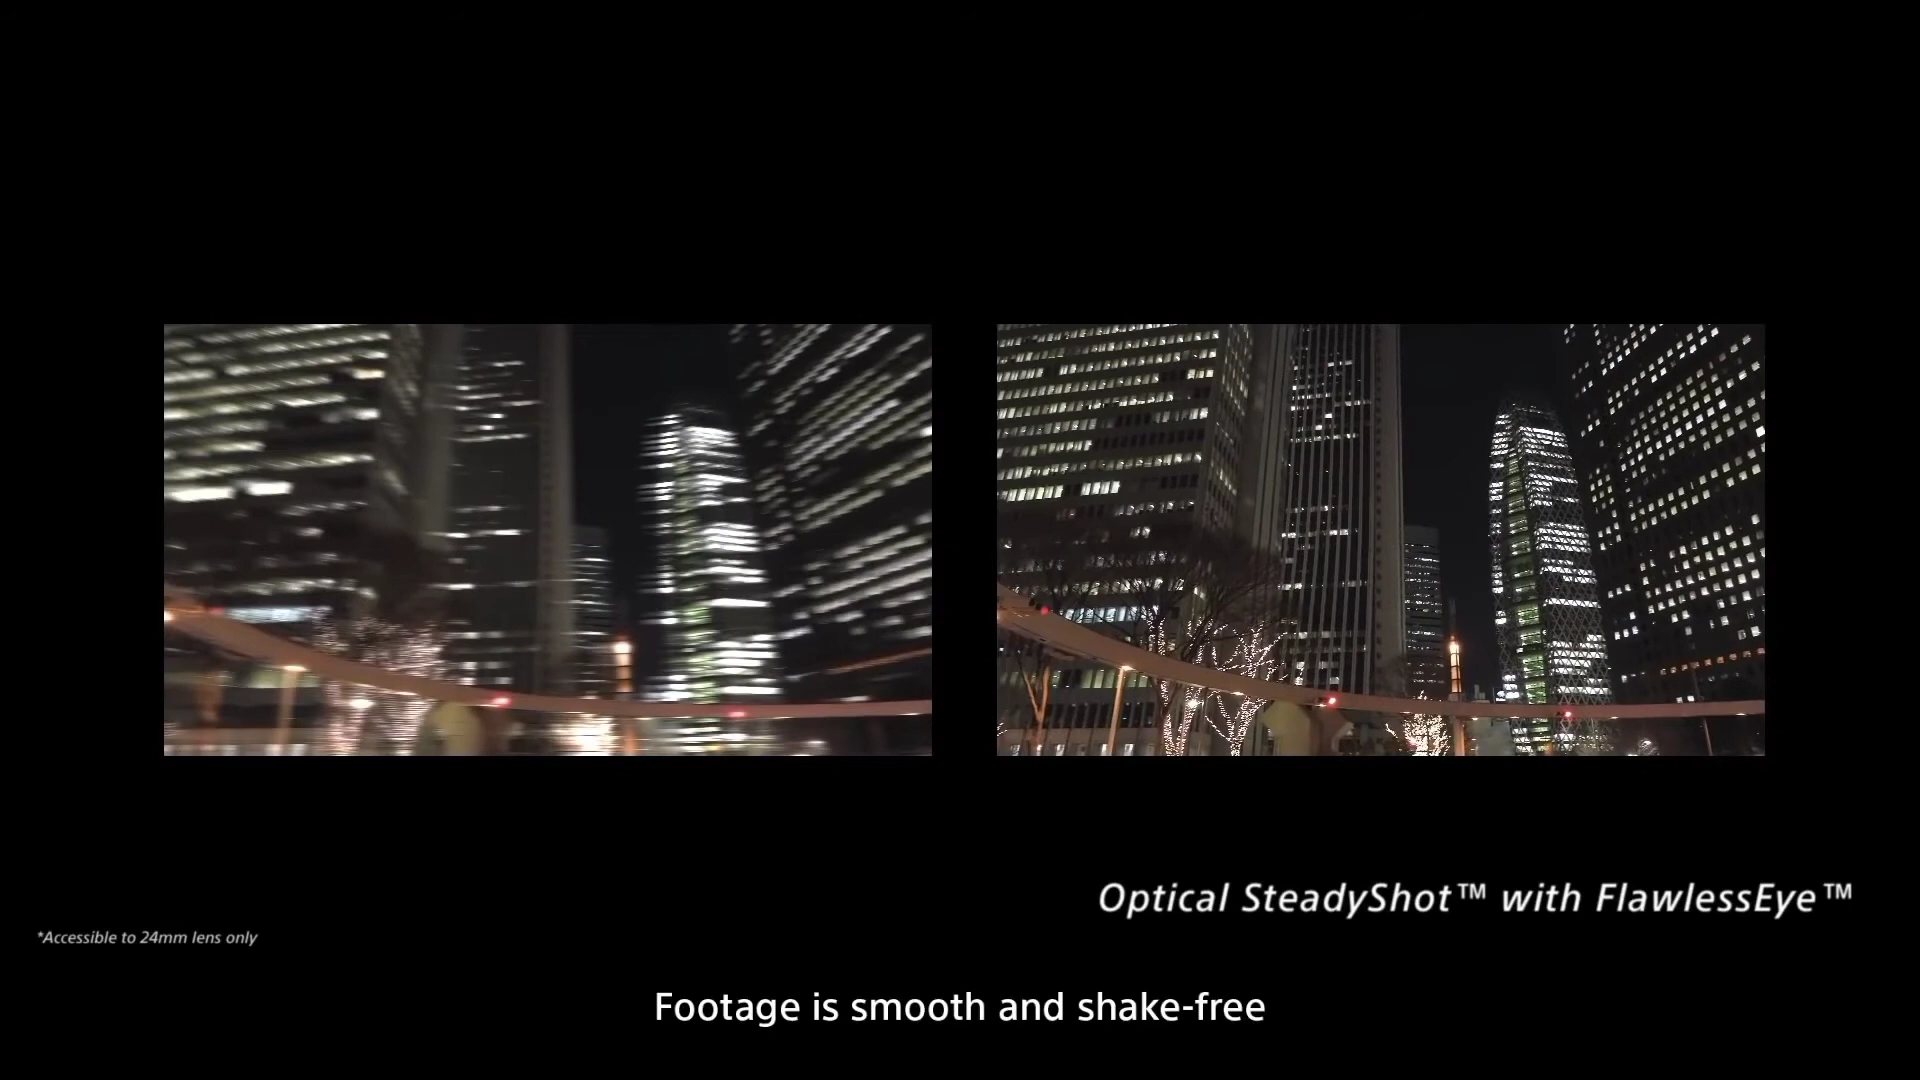 Optical SteadyShot™ with FlawlessEye™
*Accessible to 24mm lens only
Footage is smooth and shake-free